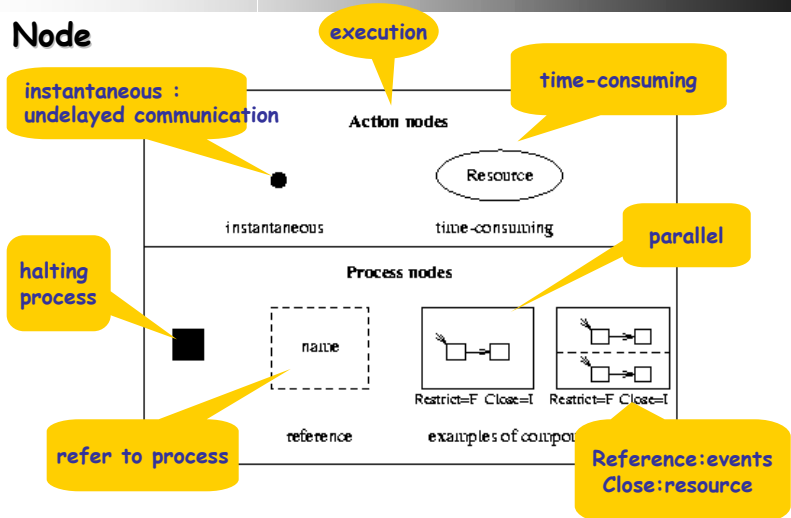 Node
execution
instantaneous :
undelayed communication
time-consuming
Action nodes
Resource
instantaneous
time-consuming
parallel
halting
process
Process nodes
name
Restrict=F Close=I
Restrict=F Close=I
reference
examples of
refer to process
Reference:events
Close:resource